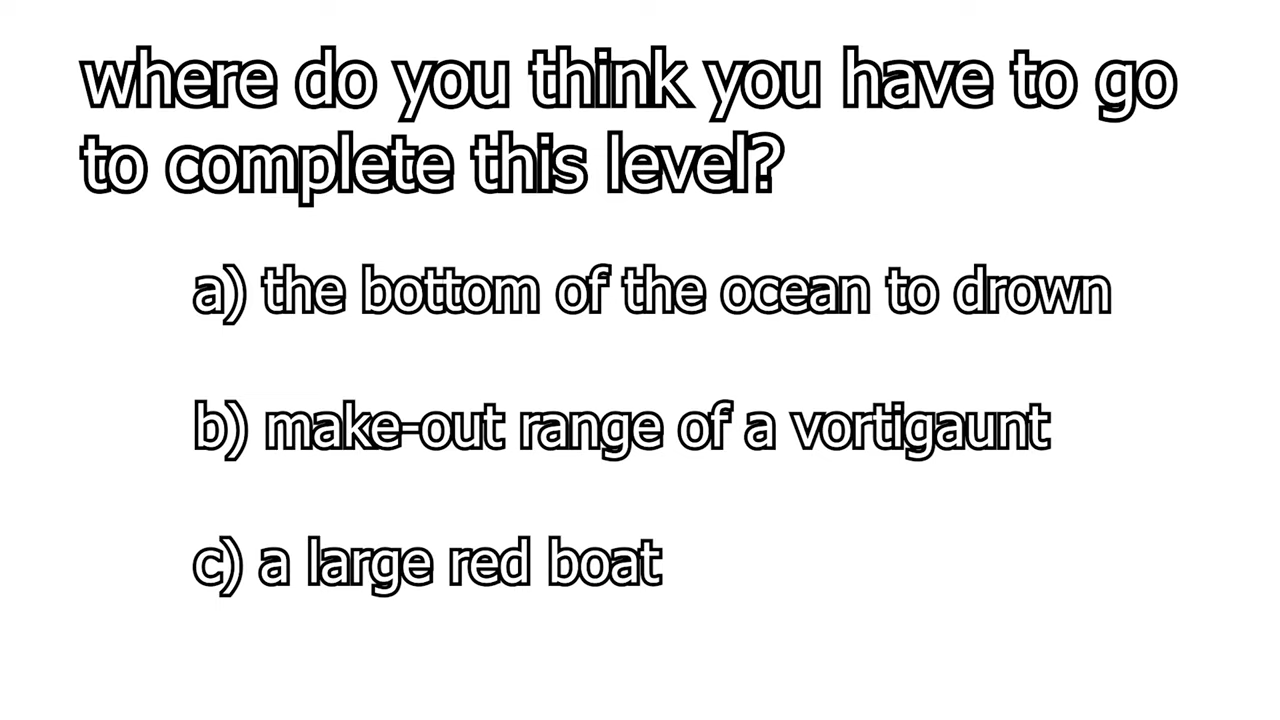 where do you think you have to go
to complete this level?
a) the bottom of the ocean to drown
b) make-out range of a vortigaunt
c) a large red boat